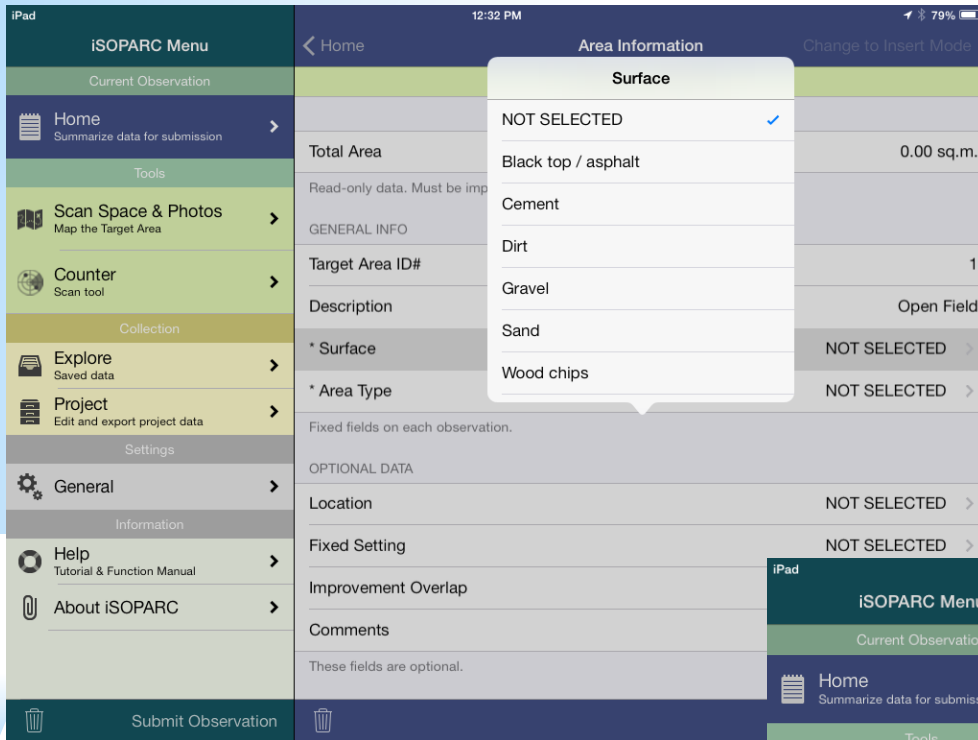 iPad 12:32 PM 79%
iSOPARC Menu
Current Observation
Home
Summarize data for submission
Tools
Scan Space & Photos
Map the Target Area
Counter
Scan tool
Collection
Explore
Saved data
Project
Edit and export project data
Settings
General
Information
Help
Tutorial & Function Manual
About iSOPARC
Submit Observation
Home Area Information Change to Insert Mode
Surface
NOT SELECTED
Black top / asphalt
Cement
Dirt
Gravel
Sand
Wood chips
Total Area 0.00 sq.m.
Read-only data. Must be imp
GENERAL INFO
Target Area ID# 1
Description Open Field
* Surface NOT SELECTED
* Area Type NOT SELECTED
Fixed fields on each observation.
OPTIONAL DATA
Location NOT SELECTED
Fixed Setting NOT SELECTED
Improvement Overlap
Comments
These fields are optional.
iPad
iSOPARC Menu
Current Observatio
Home
Summarize data for submiss
Tools